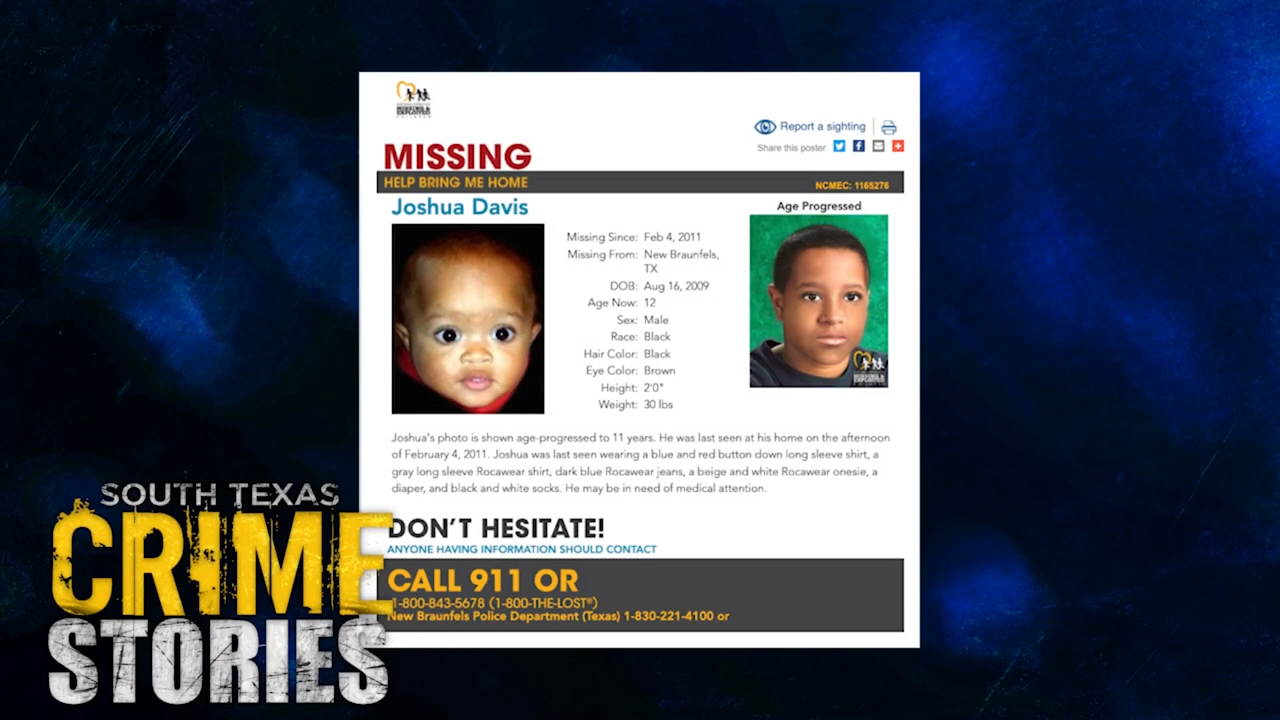 MISSING &
EXPLOITED
CHILDREN
Report a sighting
Share this poster
MISSING
HELP BRING ME HOME
NCMEC: 1165276
Joshua Davis
Age Progressed
Missing Since: Feb 4, 2011
Missing From: New Braunfels,
TX
DOB: Aug 16, 2009
Age Now: 12
Sex: Male
Race: Black
Hair Color: Black
Eye Color: Brown
Height: 2'0"
Weight: 30 lbs
MISSING &
EXPLOITED
Joshua's photo is shown age-progressed to 11 years. He was last seen at his home on the afternoon
of February 4, 2011. Joshua was last seen wearing a blue and red button down long sleeve shirt, a
gray long sleeve Rocawear shirt, dark blue Rocawear jeans, a beige and white Rocawear onesie, a
diaper, and black and white socks. He may be in need of medical attention.
DON'T HESITATE!
ANYONE HAVING INFORMATION SHOULD CONTACT
CALL 911 OR
1-800-843-5678 (1-800-THE-LOST®)
New Braunfels Police Department (Texas) 1-830-221-4100 or
SOUTH TEXAS
CRIME
STORIES